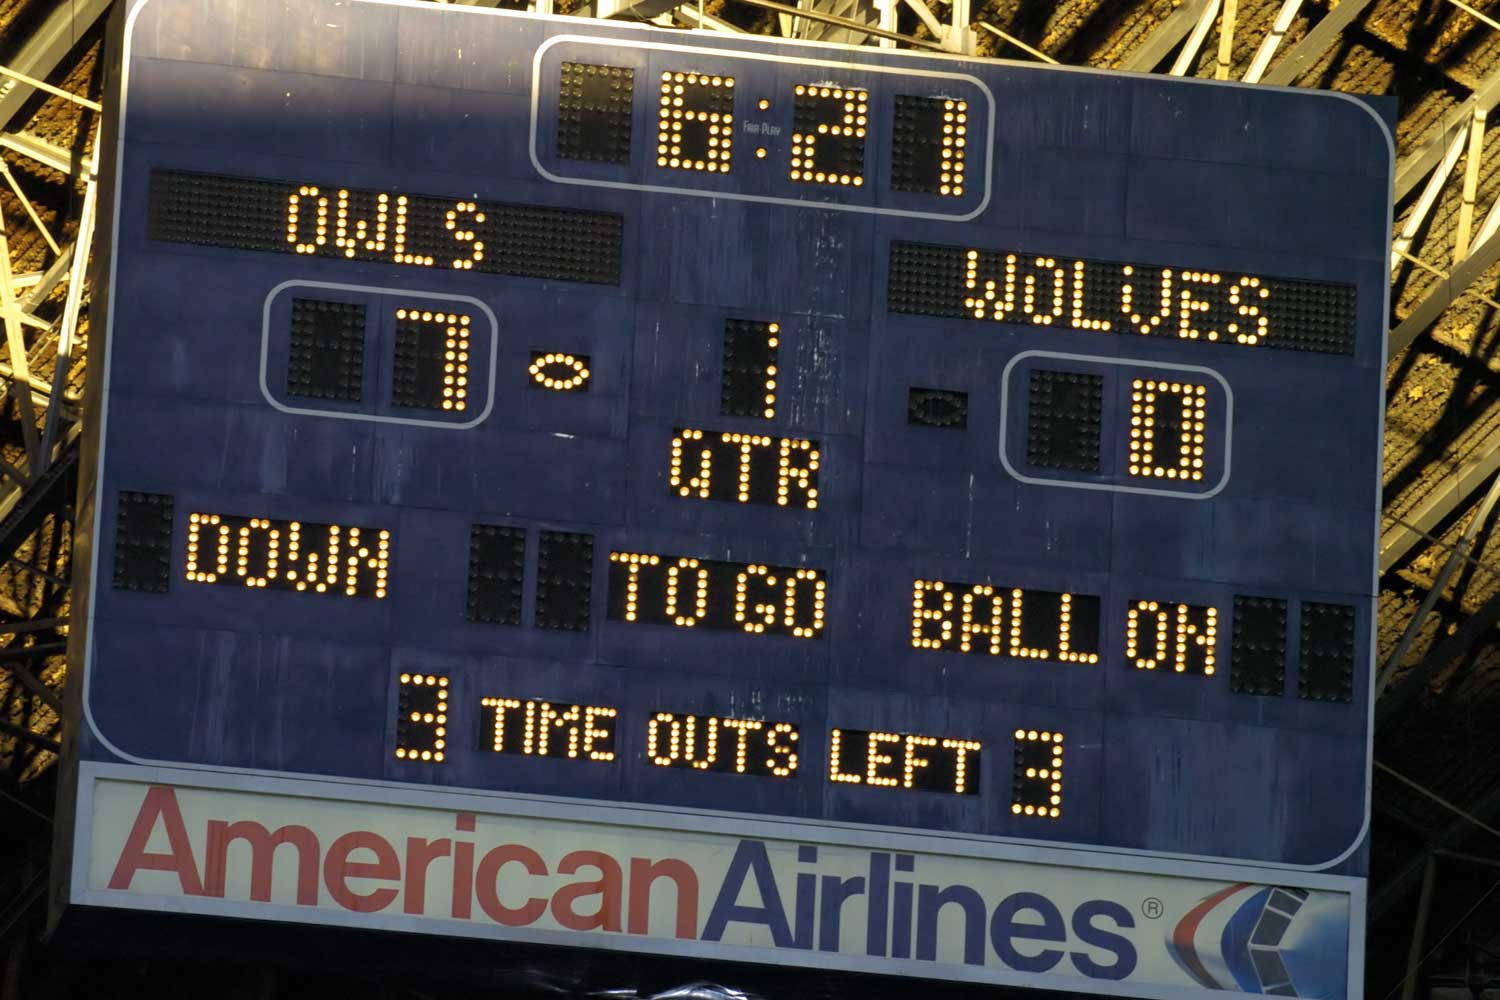 6:21
FAIR-PLAY
OWLS
WOLVES
7 1 0
QTR
DOWN TO GO BALL ON
3 TIME OUTS LEFT 3
AmericanAirlines®